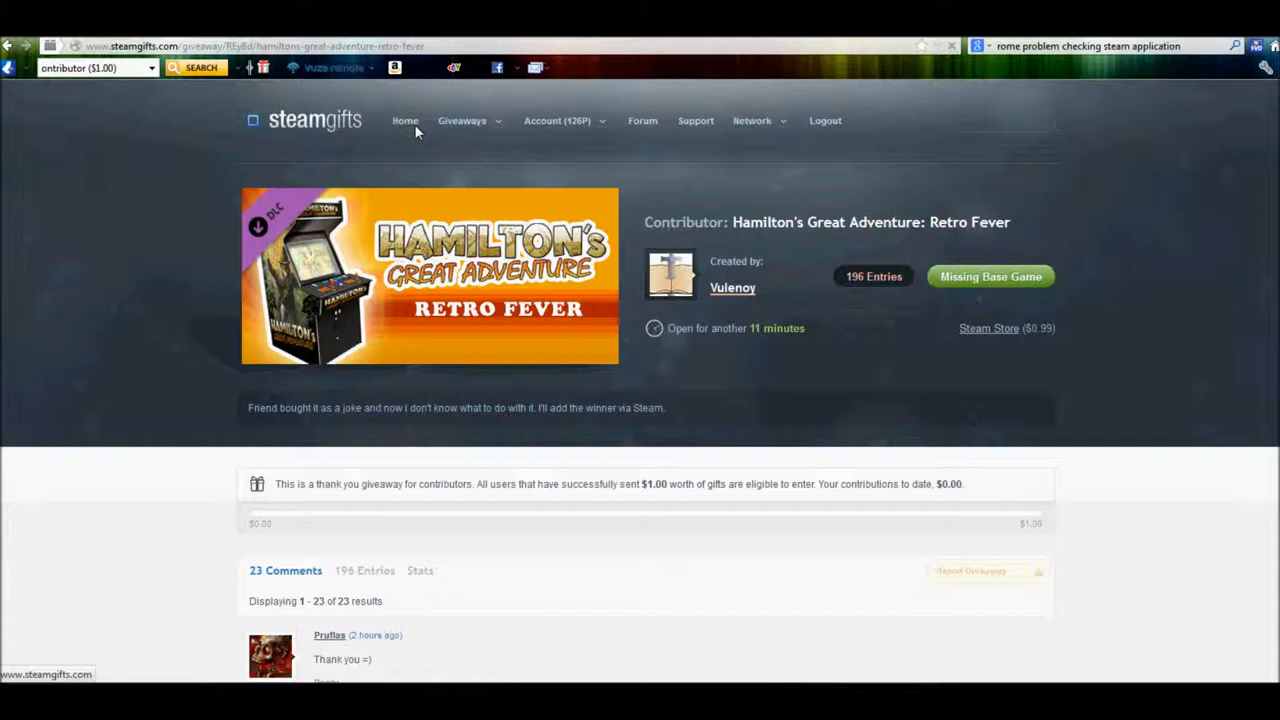 www.steamgifts.com/giveaway/REyBd/hamiltons-great-adventure-retro-fever
rome problem checking steam application
ontributor ($1.00)
SEARCH
vuze remote
steamgifts
Home
Giveaways
Account (126P)
Forum
Support
Network
Logout
DLC
HAMILTON'S
GREAT ADVENTURE
RETRO FEVER
Contributor: Hamilton's Great Adventure: Retro Fever
Created by:
Vulenoy
196 Entries
Missing Base Game
Open for another 11 minutes
Steam Store ($0.99)
Friend bought it as a joke and now I don't know what to do with it. I'll add the winner via Steam.
This is a thank you giveaway for contributors. All users that have successfully sent $1.00 worth of gifts are eligible to enter. Your contributions to date, $0.00.
$0.00
$1.00
23 Comments
196 Entries
Stats
Report Giveaway
Displaying 1 - 23 of 23 results
Pruflas (2 hours ago)
Thank you =)
www.steamgifts.com